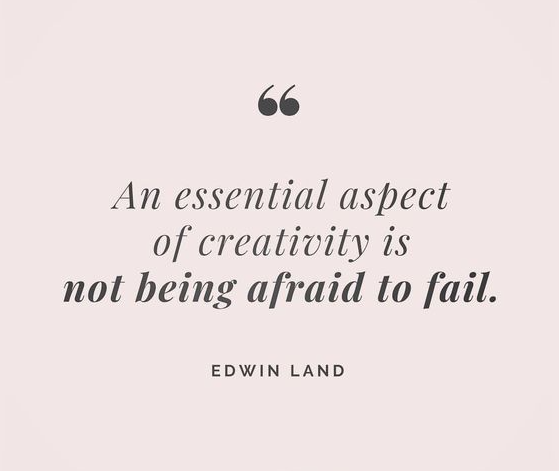 “
An essential aspect
of creativity is
not being afraid to fail.
EDWIN LAND